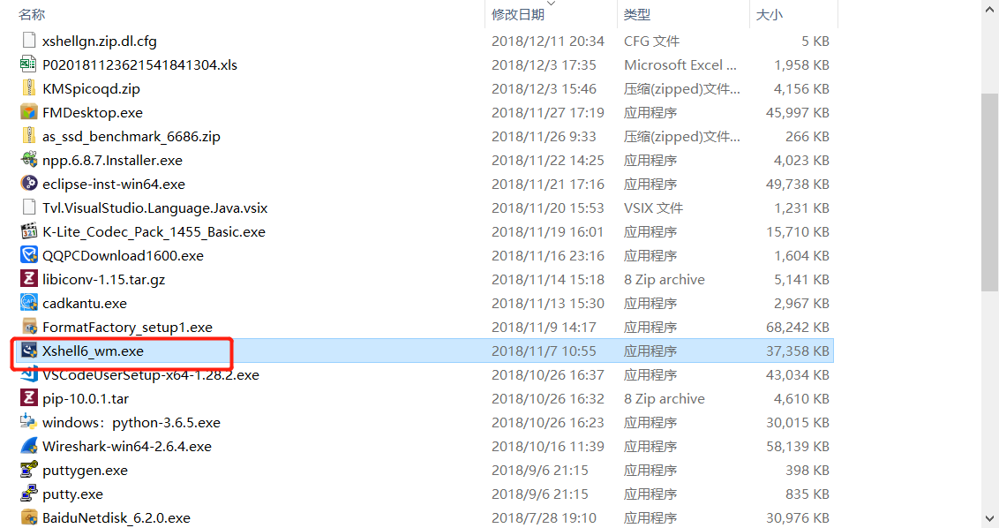 名称 修改日期 类型 大小
xshellgn.zip.dl.cfg 2018/12/11 20:34 CFG 文件 5 KB
P020181123621541841304.xls 2018/12/3 17:35 Microsoft Excel ... 1,958 KB
KMSpicoqd.zip 2018/12/3 15:46 压缩(zipped)文件... 4,156 KB
FMDesktop.exe 2018/11/27 17:19 应用程序 45,997 KB
as_ssd_benchmark_6686.zip 2018/11/26 9:33 压缩(zipped)文件... 266 KB
npp.6.8.7.Installer.exe 2018/11/22 14:25 应用程序 4,023 KB
eclipse-inst-win64.exe 2018/11/21 17:16 应用程序 49,738 KB
Tvl.VisualStudio.Language.Java.vsix 2018/11/20 15:53 VSIX 文件 1,231 KB
K-Lite_Codec_Pack_1455_Basic.exe 2018/11/19 16:01 应用程序 15,710 KB
QQPCDownload1600.exe 2018/11/16 23:16 应用程序 1,604 KB
libiconv-1.15.tar.gz 2018/11/14 15:18 8 Zip archive 5,141 KB
cadkantu.exe 2018/11/13 15:30 应用程序 2,967 KB
FormatFactory_setup1.exe 2018/11/9 14:17 应用程序 68,242 KB
Xshell6_wm.exe 2018/11/7 10:55 应用程序 37,358 KB
VSCodeUserSetup-x64-1.28.2.exe 2018/10/26 16:37 应用程序 43,034 KB
pip-10.0.1.tar 2018/10/26 16:32 8 Zip archive 4,610 KB
windows：python-3.6.5.exe 2018/10/26 16:23 应用程序 30,015 KB
Wireshark-win64-2.6.4.exe 2018/10/16 11:39 应用程序 58,139 KB
puttygen.exe 2018/9/6 21:15 应用程序 398 KB
putty.exe 2018/9/6 21:15 应用程序 835 KB
BaiduNetdisk_6.2.0.exe 2018/7/28 19:10 应用程序 30,976 KB